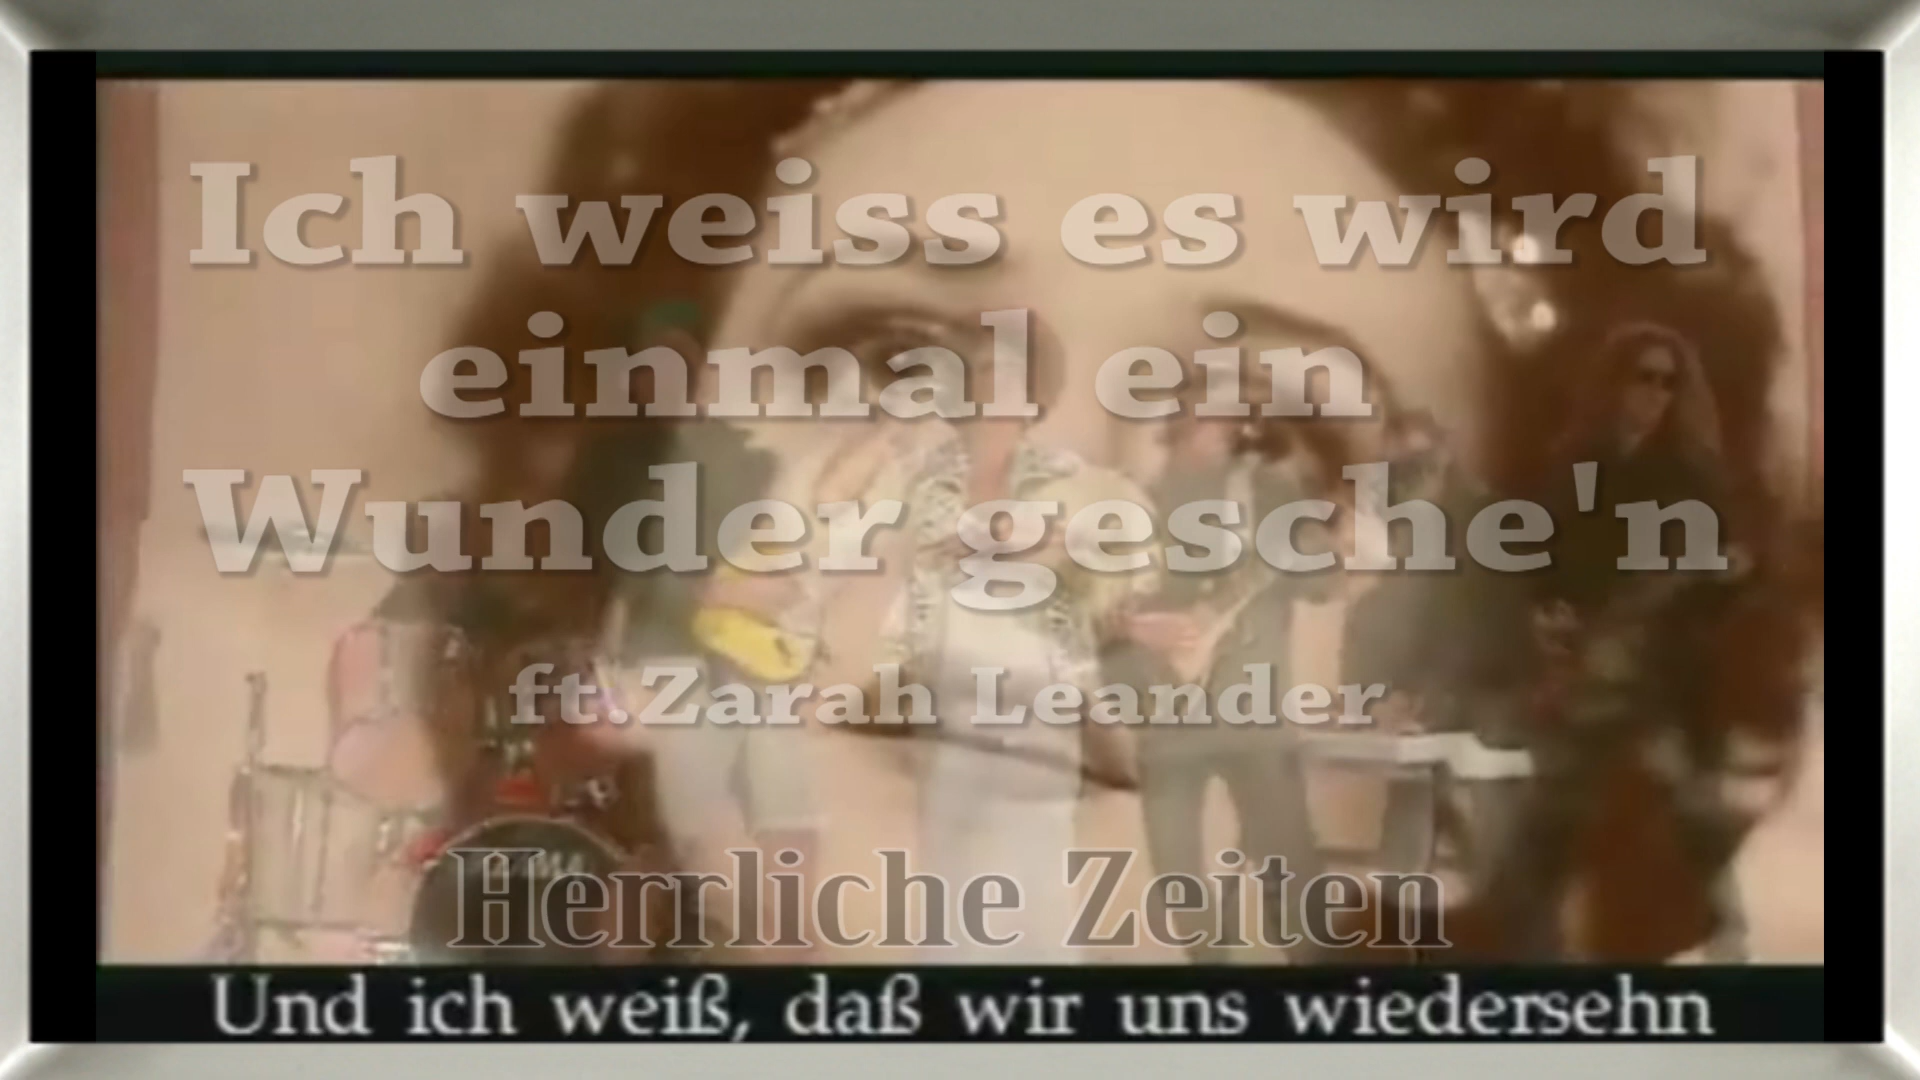 Ich weiss es wird
einmal ein
Wunder gesche'n
ft.Zarah Leander
Herrliche Zeiten
Und ich weiß, daß wir uns wiedersehn